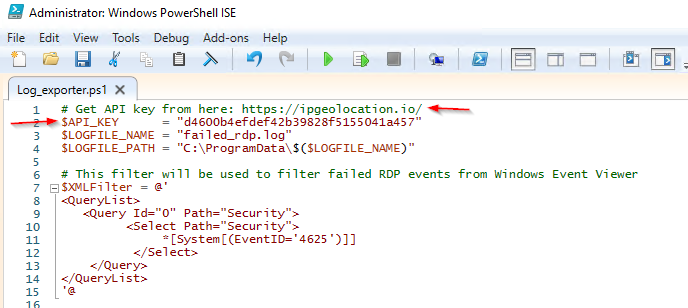 Administrator: Windows PowerShell ISE
File Edit View Tools Debug Add-ons Help
Log_exporter.ps1 X
1 # Get API key from here: https://ipgeolocation.io/
2 $API_KEY = "d4600b4efdef42b39828f5155041a457"
3 $LOGFILE_NAME = "failed_rdp.log"
4 $LOGFILE_PATH = "C:\ProgramData\$($LOGFILE_NAME)"
5
6 # This filter will be used to filter failed RDP events from Windows Event Viewer
7 $XMLFilter = @'
8 <QueryList>
9 <Query Id="0" Path="Security">
10 <Select Path="Security">
11 *[System[(EventID='4625')]]
12 </Select>
13 </Query>
14 </QueryList>
15 '@
16